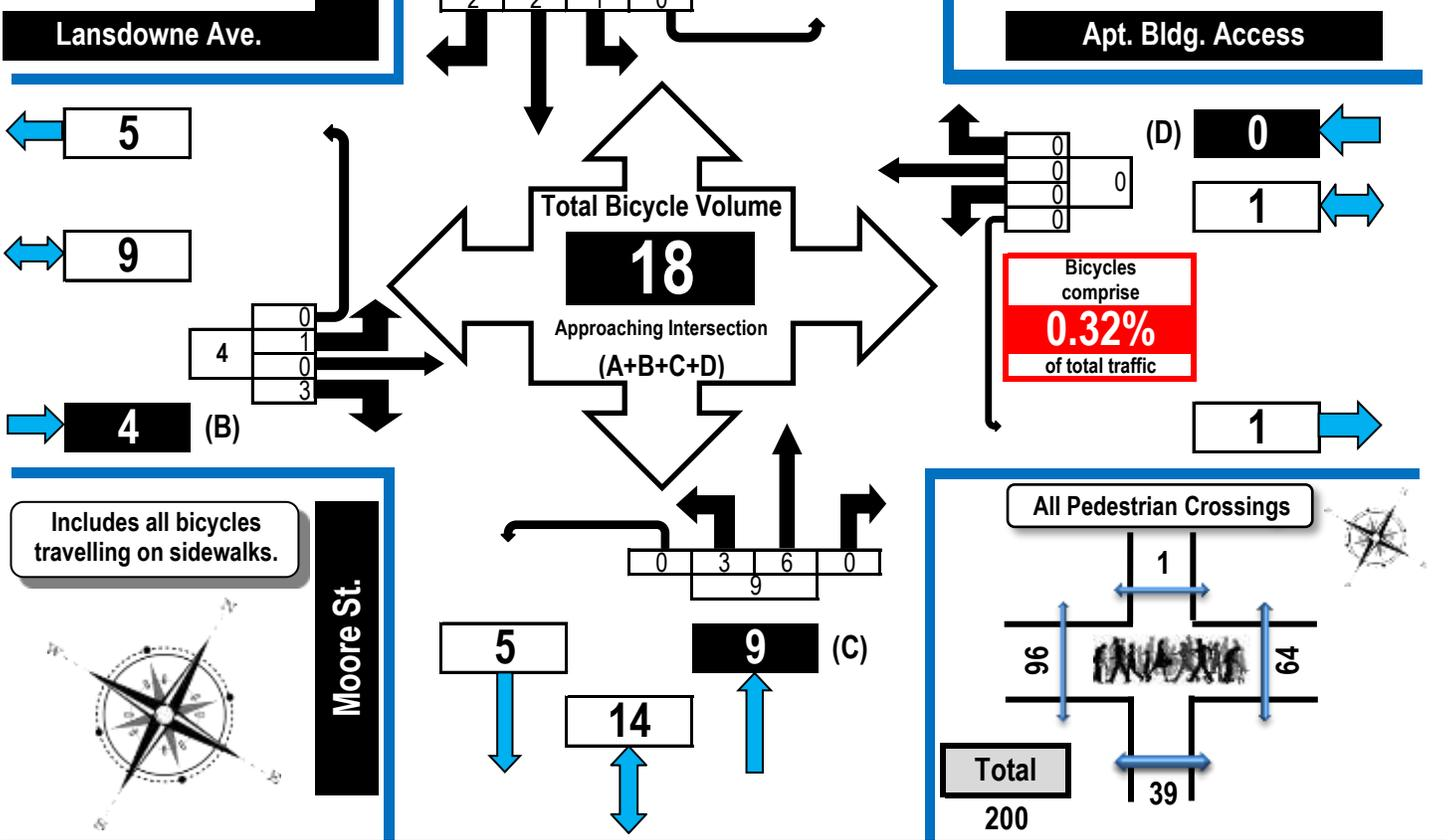 2 2 1 0
Lansdowne Ave.
Apt. Bldg. Access
5
(D)
0
0
0
0
0
0
1
9
Total Bicycle Volume
18
Approaching Intersection
(A+B+C+D)
Bicycles
comprise
0.32%
of total traffic
0
1
0
3
4
4
(B)
1
Includes all bicycles
travelling on sidewalks.
Moore St.
N
W
E
S
0 3 6 0
9
5
9
(C)
14
All Pedestrian Crossings
1
96
64
39
Total
200